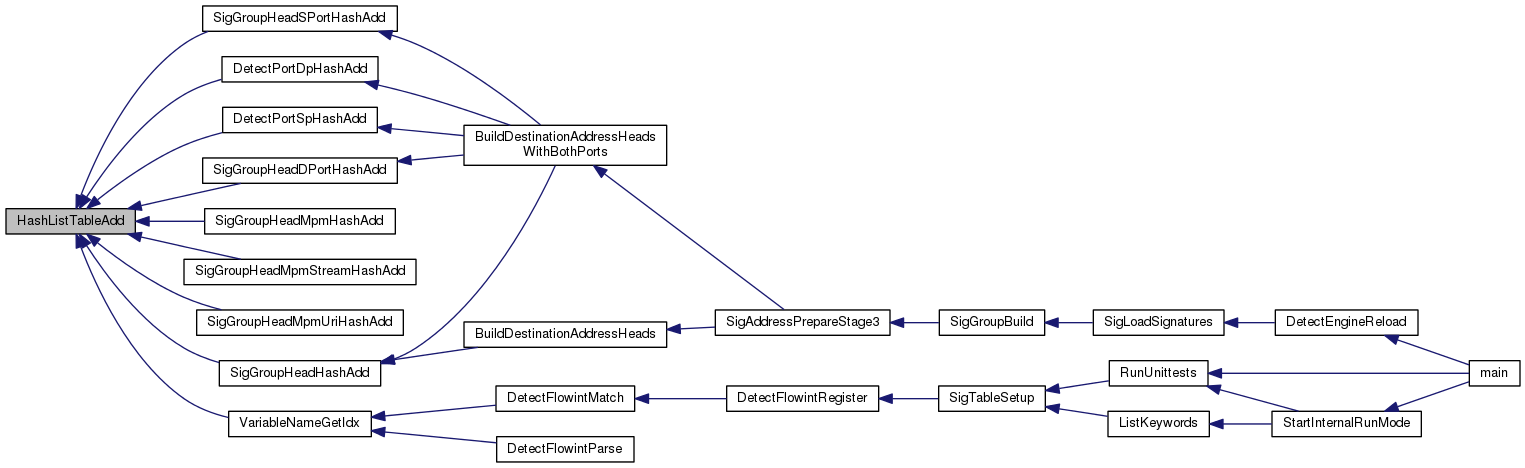 SigGroupHeadSPortHashAdd
DetectPortDpHashAdd
DetectPortSpHashAdd
BuildDestinationAddressHeads
WithBothPorts
SigGroupHeadDPortHashAdd
HashListTableAdd
SigGroupHeadMpmHashAdd
SigGroupHeadMpmStreamHashAdd
SigGroupHeadMpmUriHashAdd
BuildDestinationAddressHeads
SigAddressPrepareStage3
SigGroupBuild
SigLoadSignatures
DetectEngineReload
SigGroupHeadHashAdd
RunUnittests
main
DetectFlowintMatch
DetectFlowintRegister
SigTableSetup
VariableNameGetIdx
ListKeywords
StartInternalRunMode
DetectFlowintParse